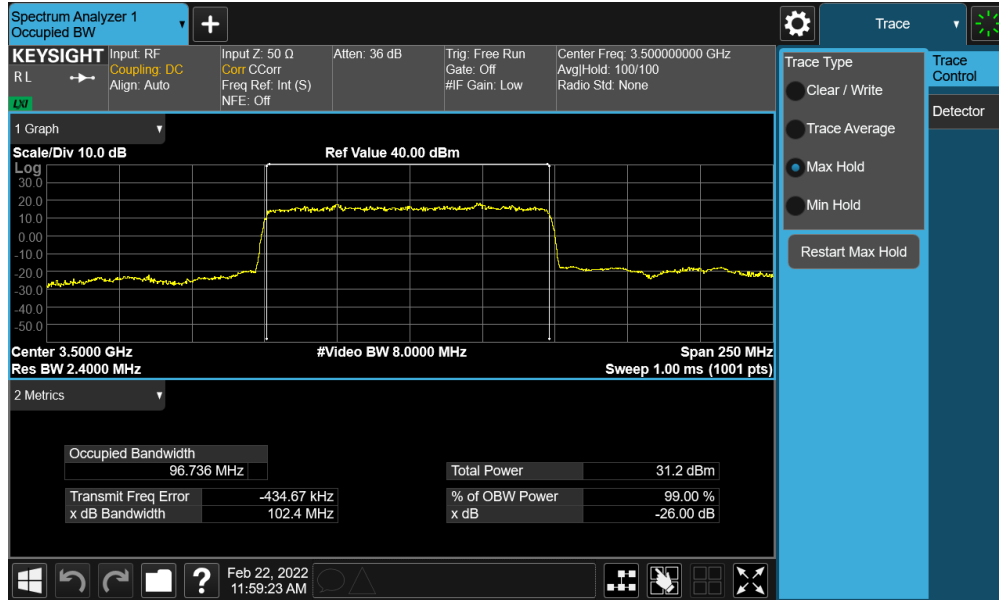 Spectrum Analyzer 1
Occupied BW
+
Trace
KEYSIGHT
R L
LXI
Input: RF
Coupling: DC
Align: Auto
Input Z: 50 Ω
Corr CCorr
Freq Ref: Int (S)
NFE: Off
Atten: 36 dB
Trig: Free Run
Gate: Off
#IF Gain: Low
Center Freq: 3.500000000 GHz
Avg|Hold: 100/100
Radio Std: None
Trace Type
Clear / Write
Trace Average
Max Hold
Min Hold
Restart Max Hold
Trace
Control
Detector
1 Graph
Scale/Div 10.0 dB
Ref Value 40.00 dBm
Log
30.0
20.0
10.0
0.00
-10.0
-20.0
-30.0
-40.0
-50.0
Center 3.5000 GHz
#Video BW 8.0000 MHz
Span 250 MHz
Res BW 2.4000 MHz
Sweep 1.00 ms (1001 pts)
2 Metrics
Occupied Bandwidth
96.736 MHz
Total Power 31.2 dBm
Transmit Freq Error -434.67 kHz
% of OBW Power 99.00 %
x dB Bandwidth 102.4 MHz
x dB -26.00 dB
?
Feb 22, 2022
11:59:23 AM